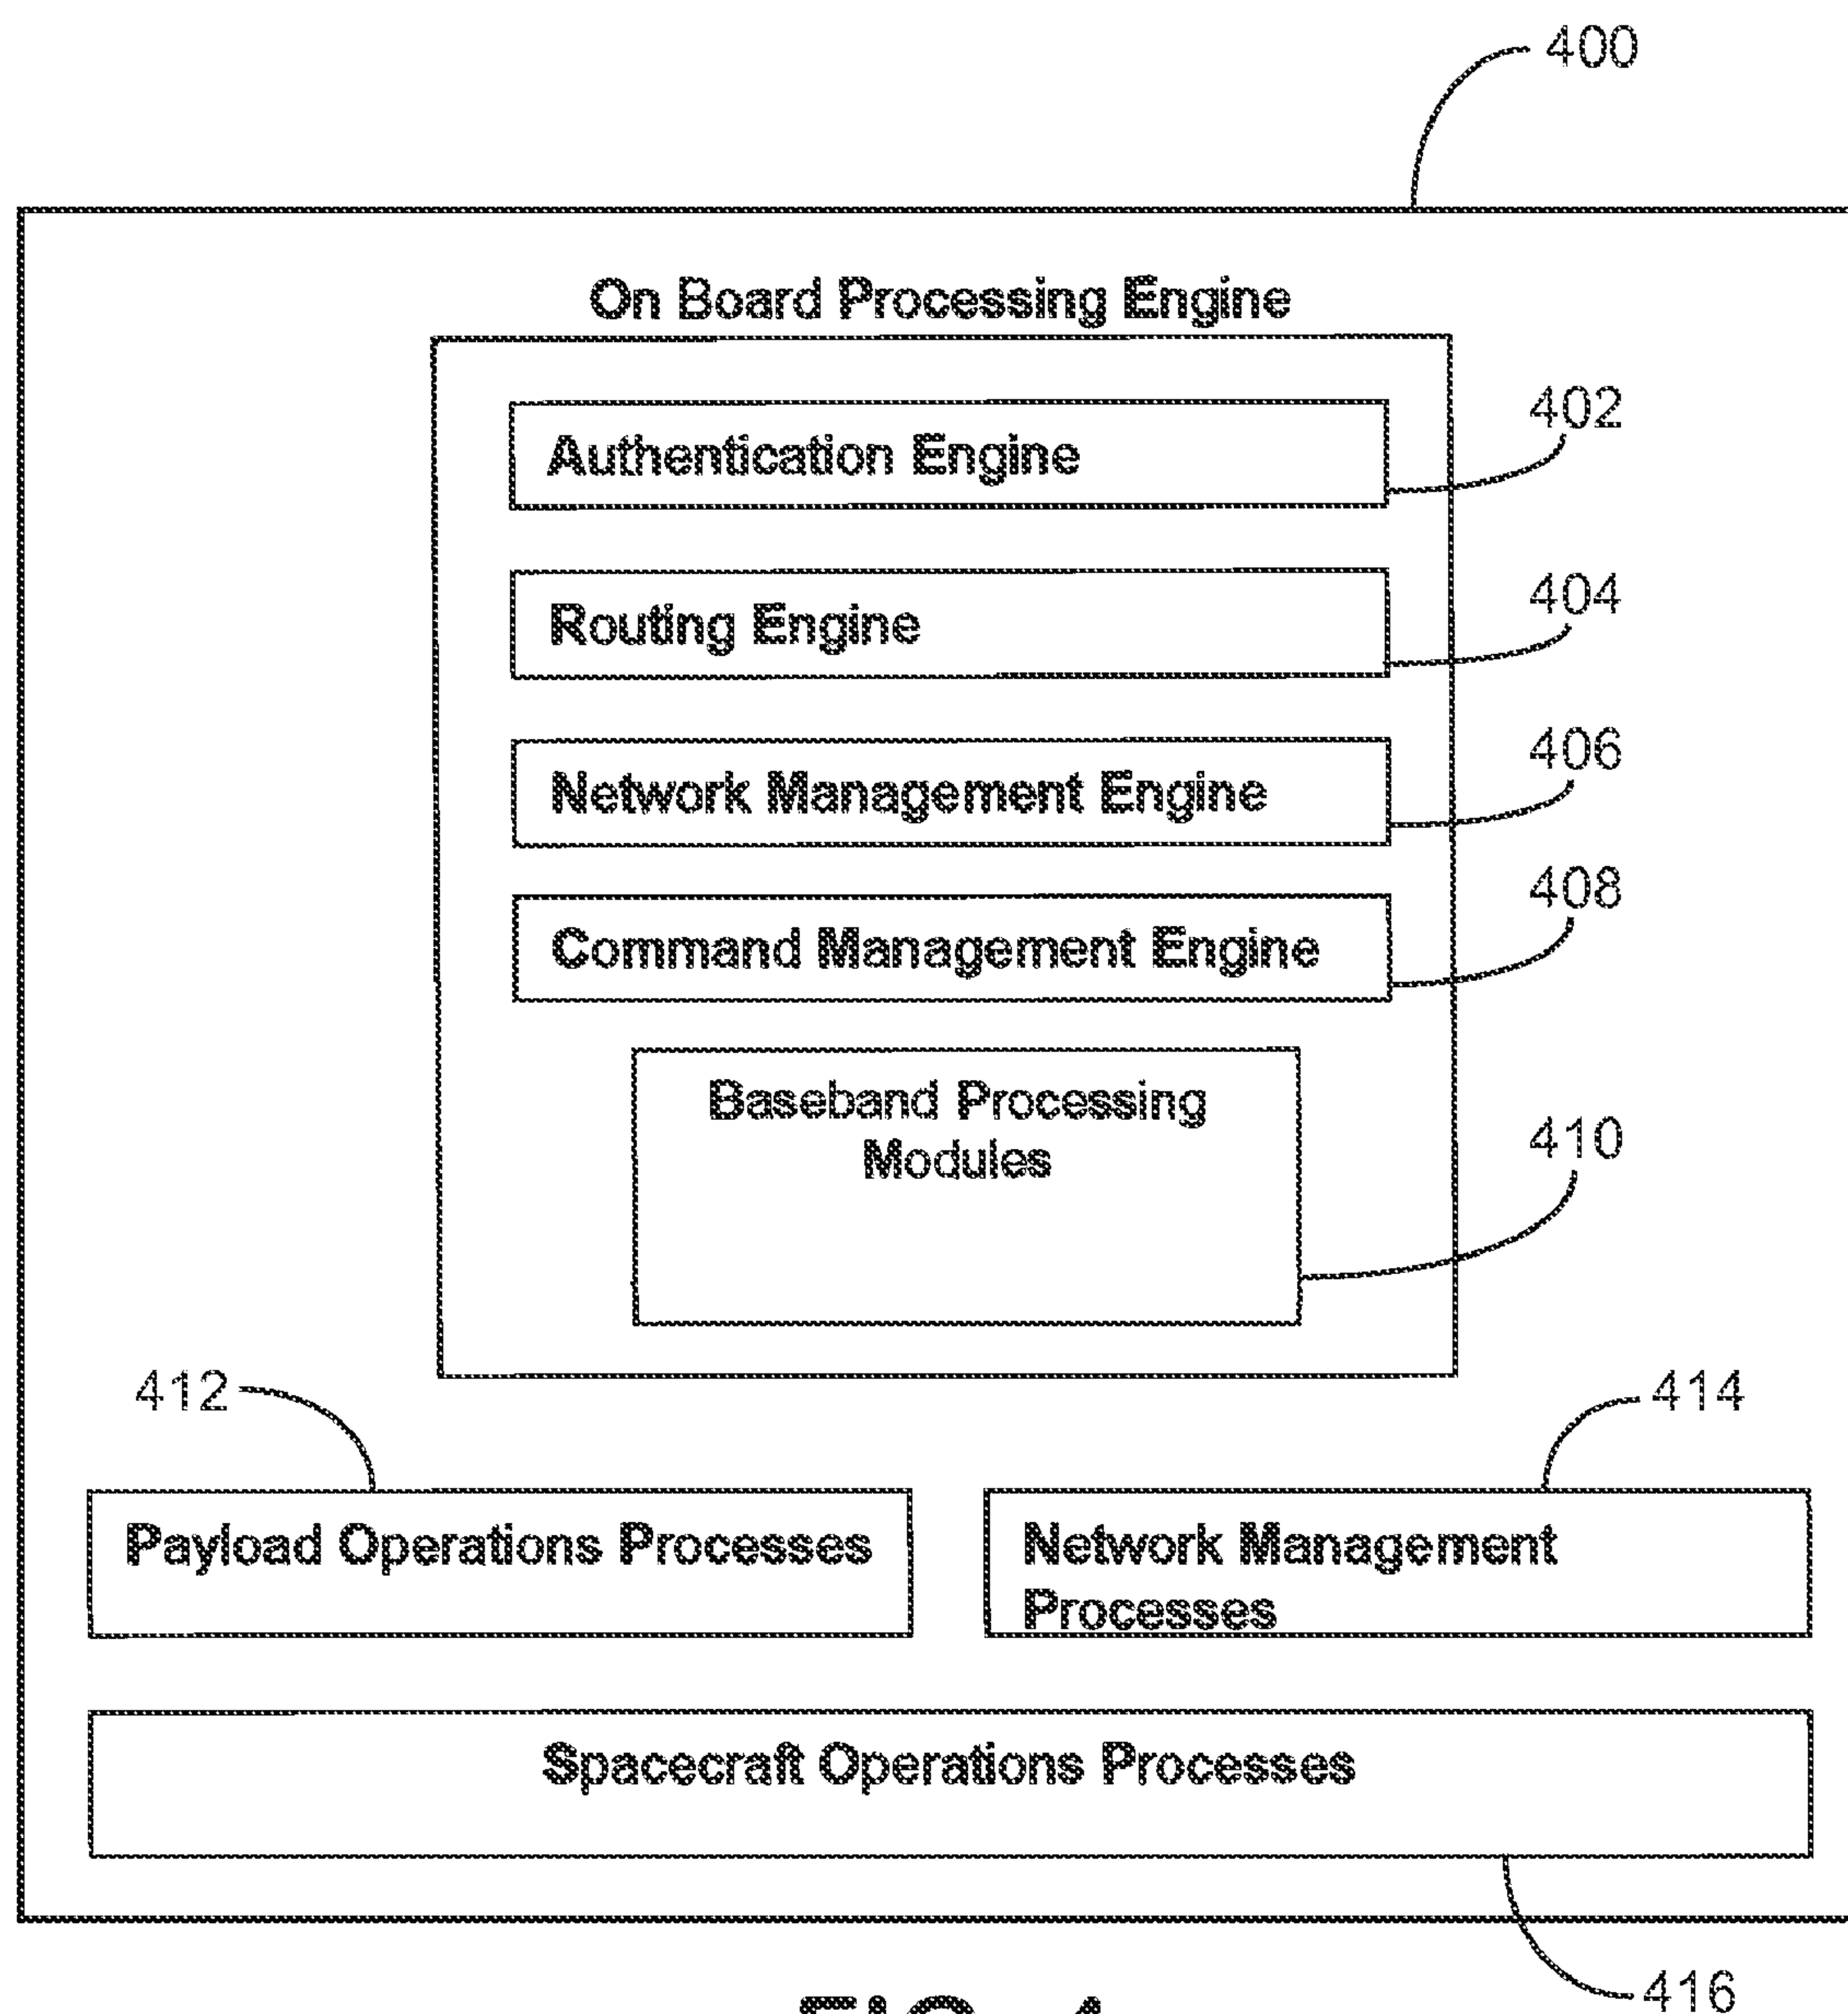 400
On Board Processing Engine
Authentication Engine
402
Routing Engine
404
Network Management Engine
406
Command Management Engine
408
Baseband Processing
Modules
410
412
414
Payload Operations Processes
Network Management
Processes
Spacecraft Operations Processes
416